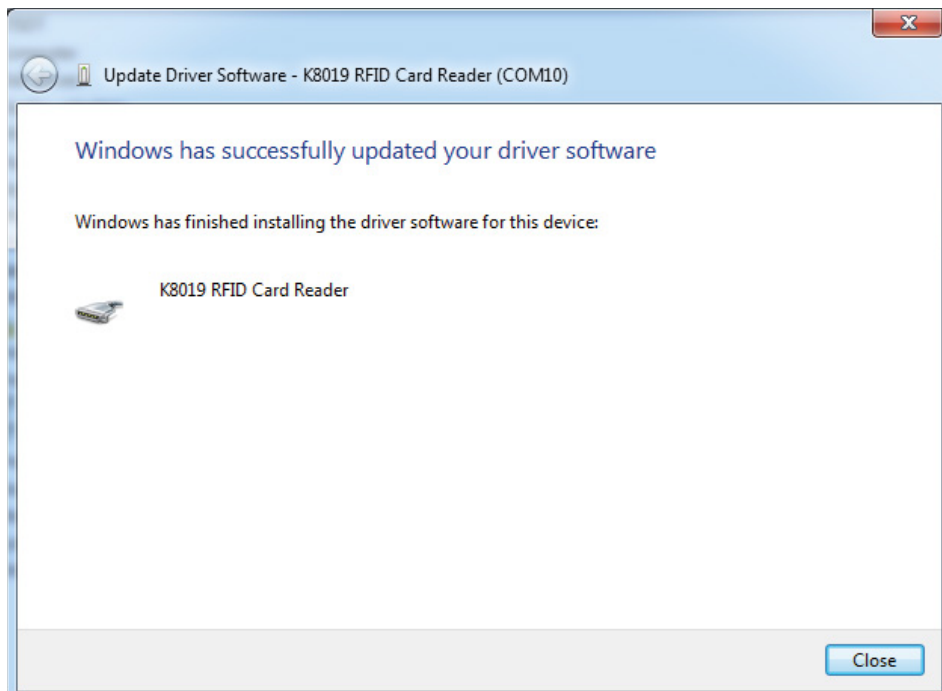 Update Driver Software - K8019 RFID Card Reader (COM10)
Windows has successfully updated your driver software
Windows has finished installing the driver software for this device:
K8019 RFID Card Reader
Close